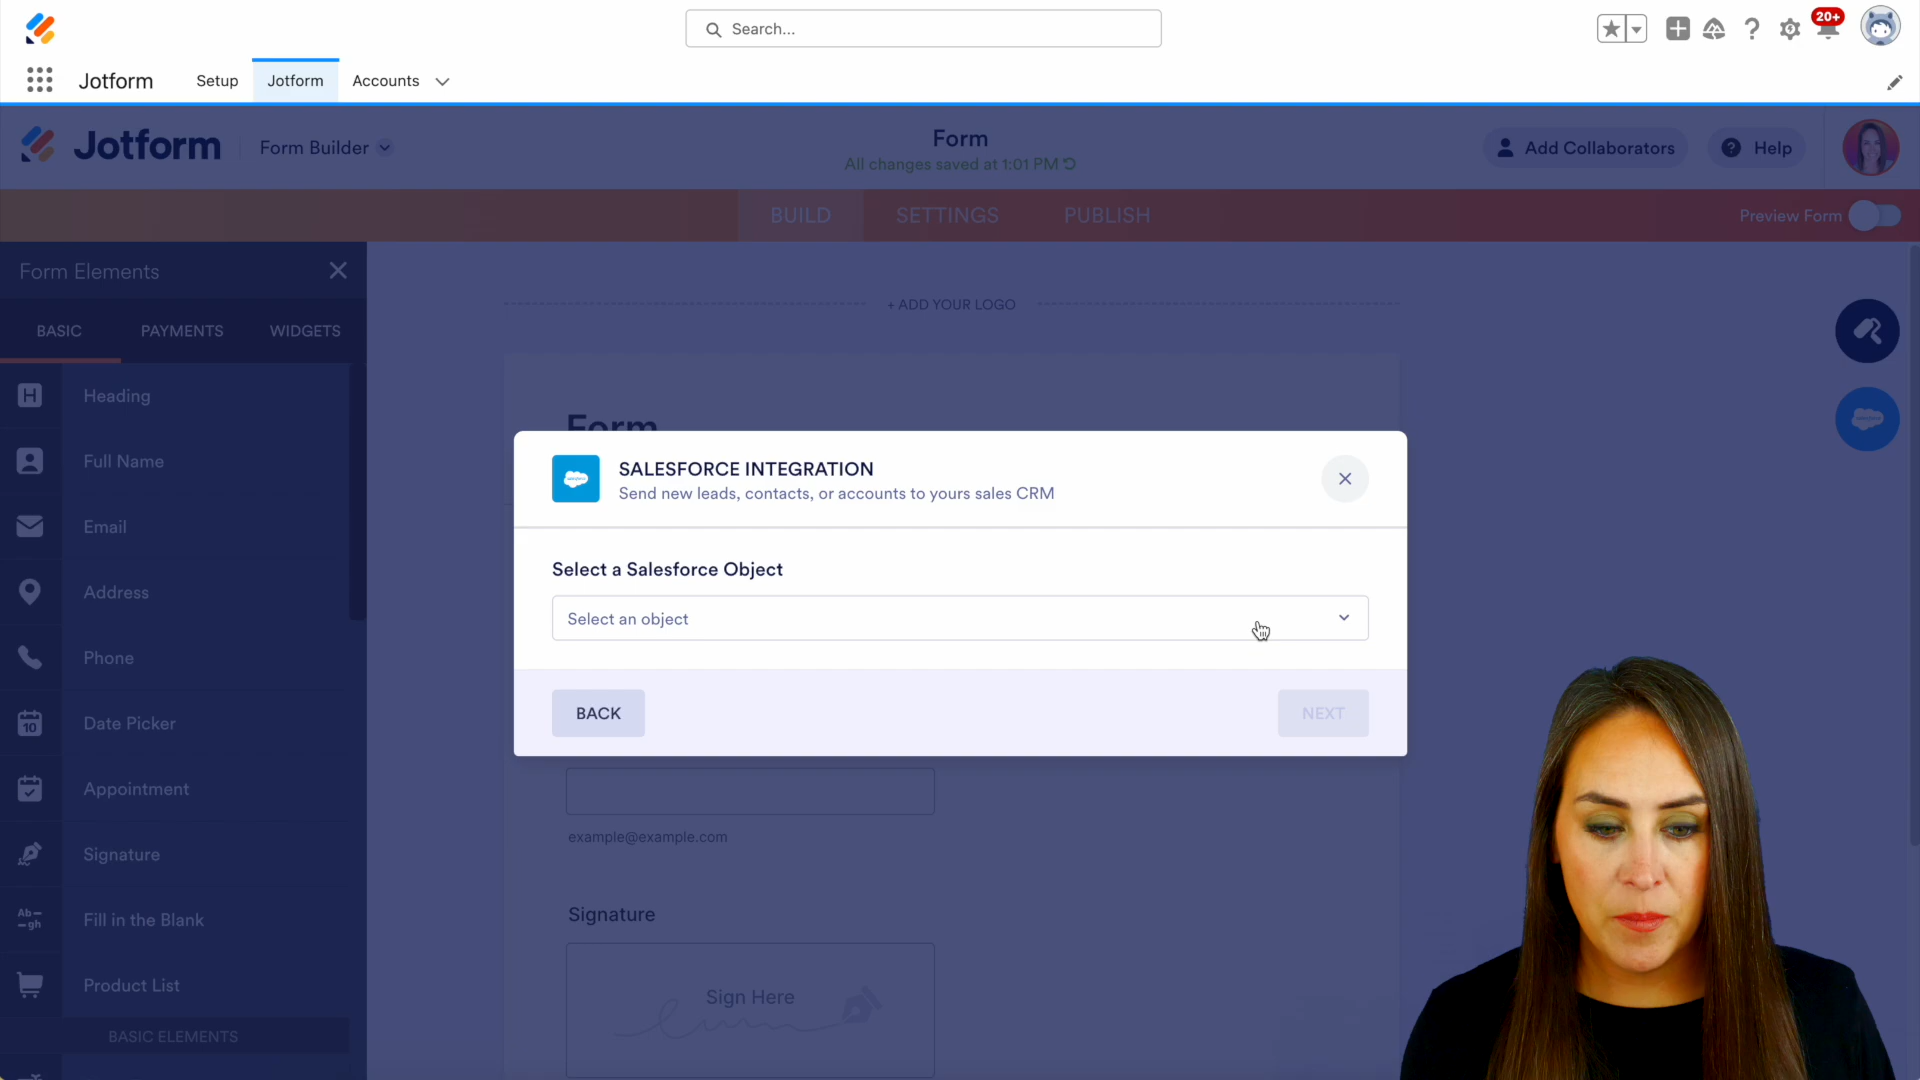 Search...
20+
Jotform
Setup
Jotform
Accounts
Jotform
Form Builder
Form
All changes saved at 1:01 PM
Add Collaborators
Help
BUILD
SETTINGS
PUBLISH
Preview Form
Form Elements
BASIC
PAYMENTS
WIDGETS
+ ADD YOUR LOGO
H
Heading
Full Name
Email
Address
Phone
10
Date Picker
Appointment
Signature
Ab
gh
Fill in the Blank
Product List
BASIC ELEMENTS
Form
SALESFORCE INTEGRATION
Send new leads, contacts, or accounts to yours sales CRM
Select a Salesforce Object
Select an object
BACK
NEXT
example@example.com
Signature
Sign Here